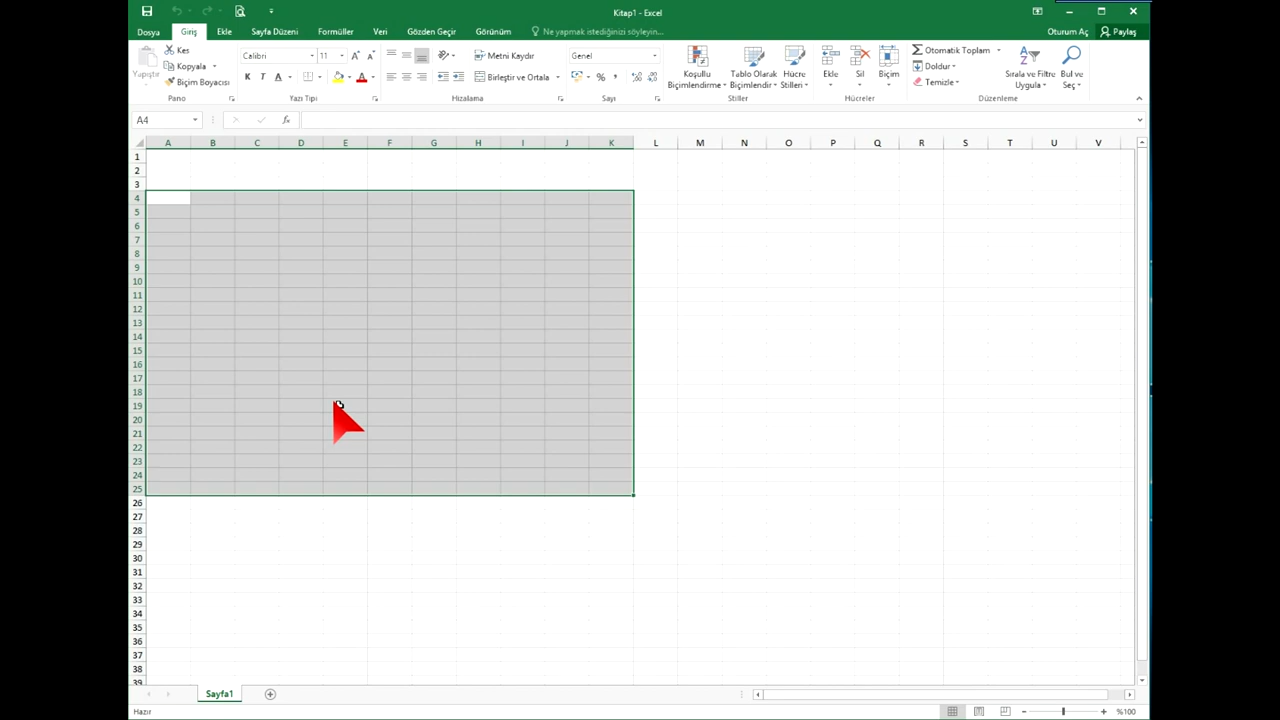 Kitap1 - Excel
Dosya Giriş Ekle Sayfa Düzeni Formüller Veri Gözden Geçir Görünüm Ne yapmak istediğinizi söyleyin... Oturum Aç Paylaş
Yapıştır
Kes
Kopyala
Biçim Boyacısı
Pano
Calibri 11
K T A
Yazı Tipi
Metni Kaydır
Birleştir ve Ortala
Hizalama
Genel
%
Sayı
Koşullu Biçimlendirme
Tablo Olarak Biçimlendir
Hücre Stilleri
Stiller
Ekle Sil Biçim
Hücreler
Otomatik Toplam
Doldur
Temizle
Sırala ve Filtre Uygula
Bul ve Seç
Düzenleme
A4 fx
A B C D E F G H I J K L M N O P Q R S T U V
1
2
3
4
5
6
7
8
9
10
11
12
13
14
15
16
17
18
19
20
21
22
23
24
25
26
27
28
29
30
31
32
33
34
35
36
37
38
39
Sayfa1
Hazır %100